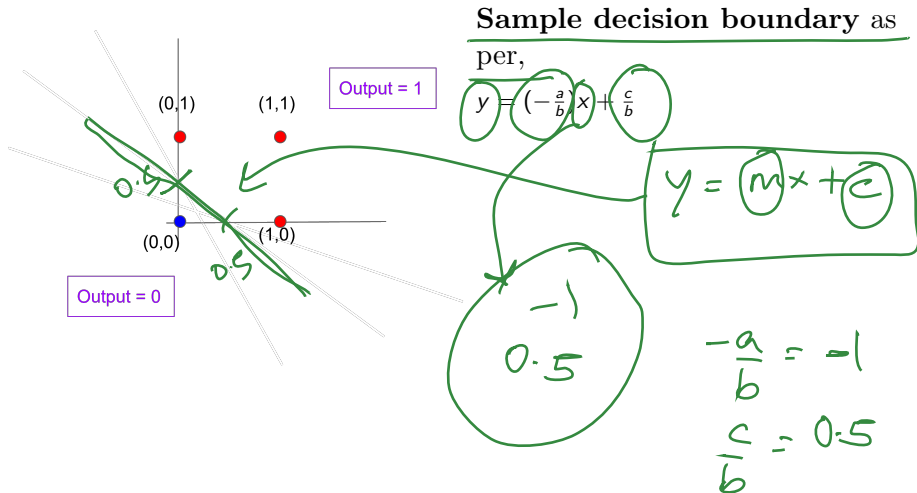 Sample decision boundary as
per,
y = (-a/b)x + c/b
Output = 1
(0,1)
(1,1)
y = mx + c
0.5
(0,0)
(1,0)
0.5
Output = 0
-1
0.5
-a/b = -1
c/b = 0.5